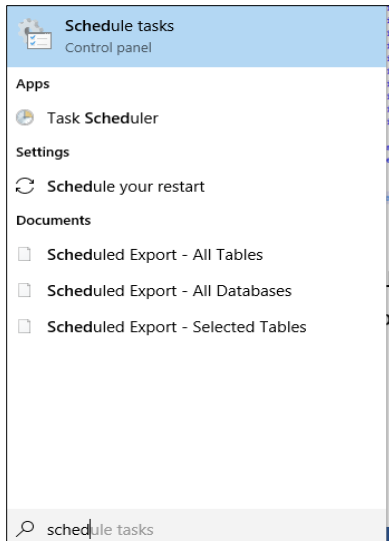 Schedule tasks
Control panel
Apps
Task Scheduler
Settings
Schedule your restart
Documents
Scheduled Export - All Tables
Scheduled Export - All Databases
Scheduled Export - Selected Tables
schedule tasks